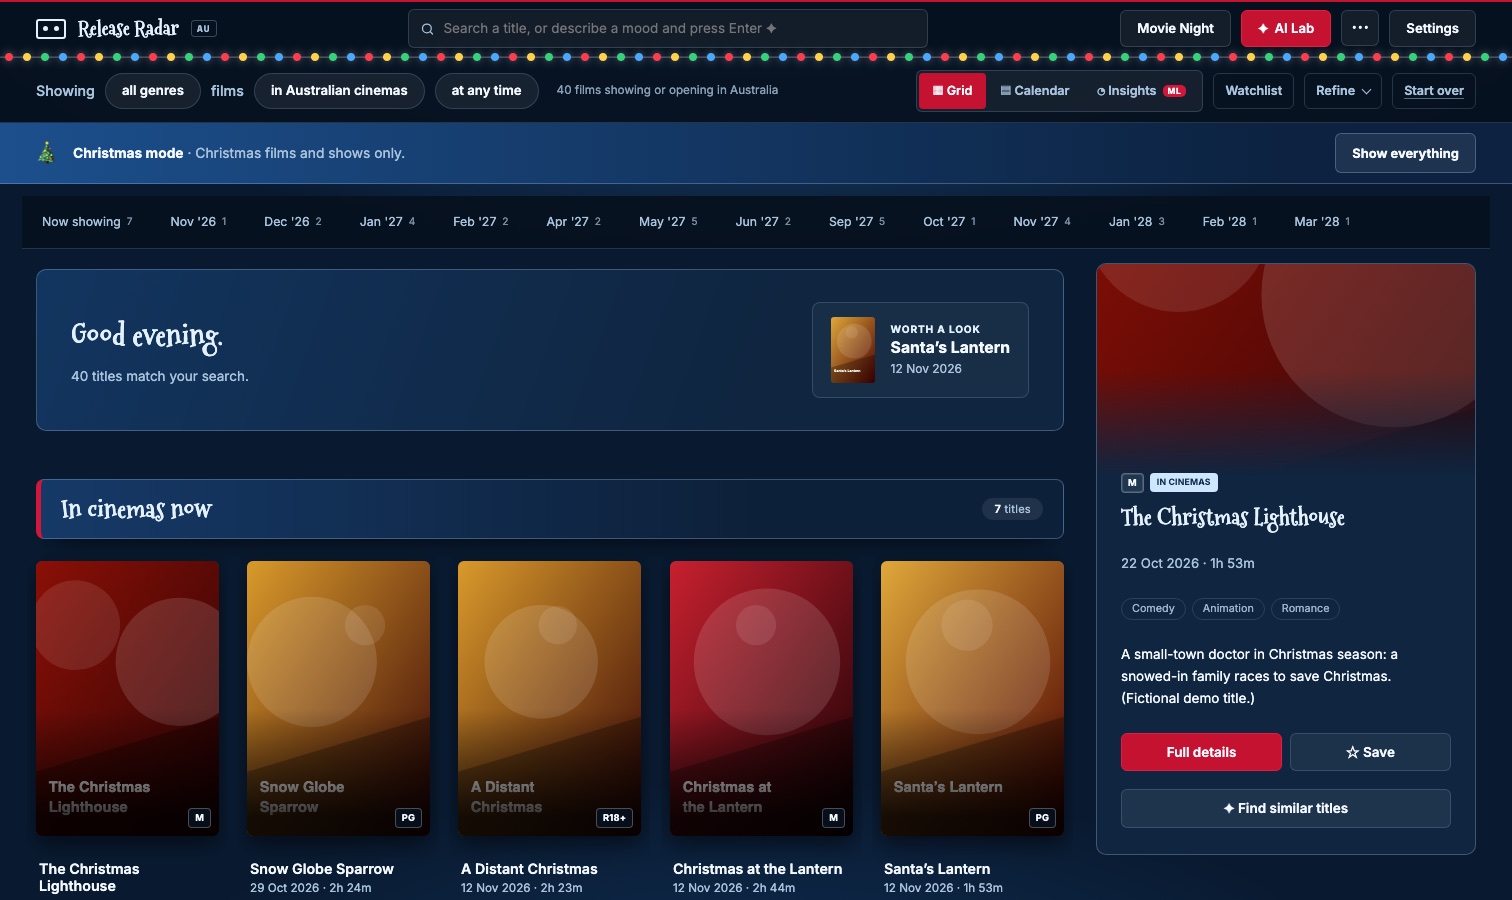 Release Radar AU
Search a title, or describe a mood and press Enter ✦
Movie Night
✦ AI Lab
•••
Settings
Showing all genres films in Australian cinemas at any time
40 films showing or opening in Australia
Grid
Calendar
Insights ML
Watchlist
Refine
Start over
Christmas mode · Christmas films and shows only.
Show everything
Now showing 7
Nov '26 1
Dec '26 2
Jan '27 4
Feb '27 2
Apr '27 2
May '27 5
Jun '27 2
Sep '27 5
Oct '27 1
Nov '27 4
Jan '28 3
Feb '28 1
Mar '28 1
Good evening.
40 titles match your search.
Santa's Lantern
WORTH A LOOK
Santa's Lantern
12 Nov 2026
In cinemas now
7 titles
The Christmas
Lighthouse
M
Snow Globe
Sparrow
PG
A Distant
Christmas
R18+
Christmas at
the Lantern
M
Santa's Lantern
PG
The Christmas
Lighthouse
Snow Globe Sparrow
29 Oct 2026 · 2h 24m
A Distant Christmas
12 Nov 2026 · 2h 23m
Christmas at the Lantern
12 Nov 2026 · 2h 44m
Santa's Lantern
12 Nov 2026 · 1h 53m
M IN CINEMAS
The Christmas Lighthouse
22 Oct 2026 · 1h 53m
Comedy Animation Romance
A small-town doctor in Christmas season: a
snowed-in family races to save Christmas.
(Fictional demo title.)
Full details
☆ Save
✦ Find similar titles